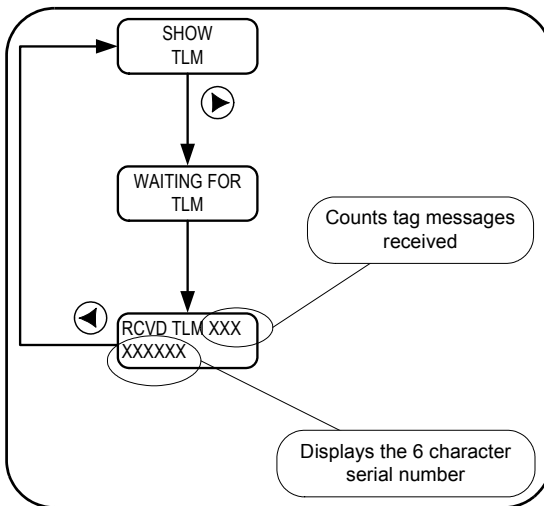 SHOW
TLM
WAITING FOR
TLM
Counts tag messages
received
RCVD TLM XXX
XXXXXX
Displays the 6 character
serial number